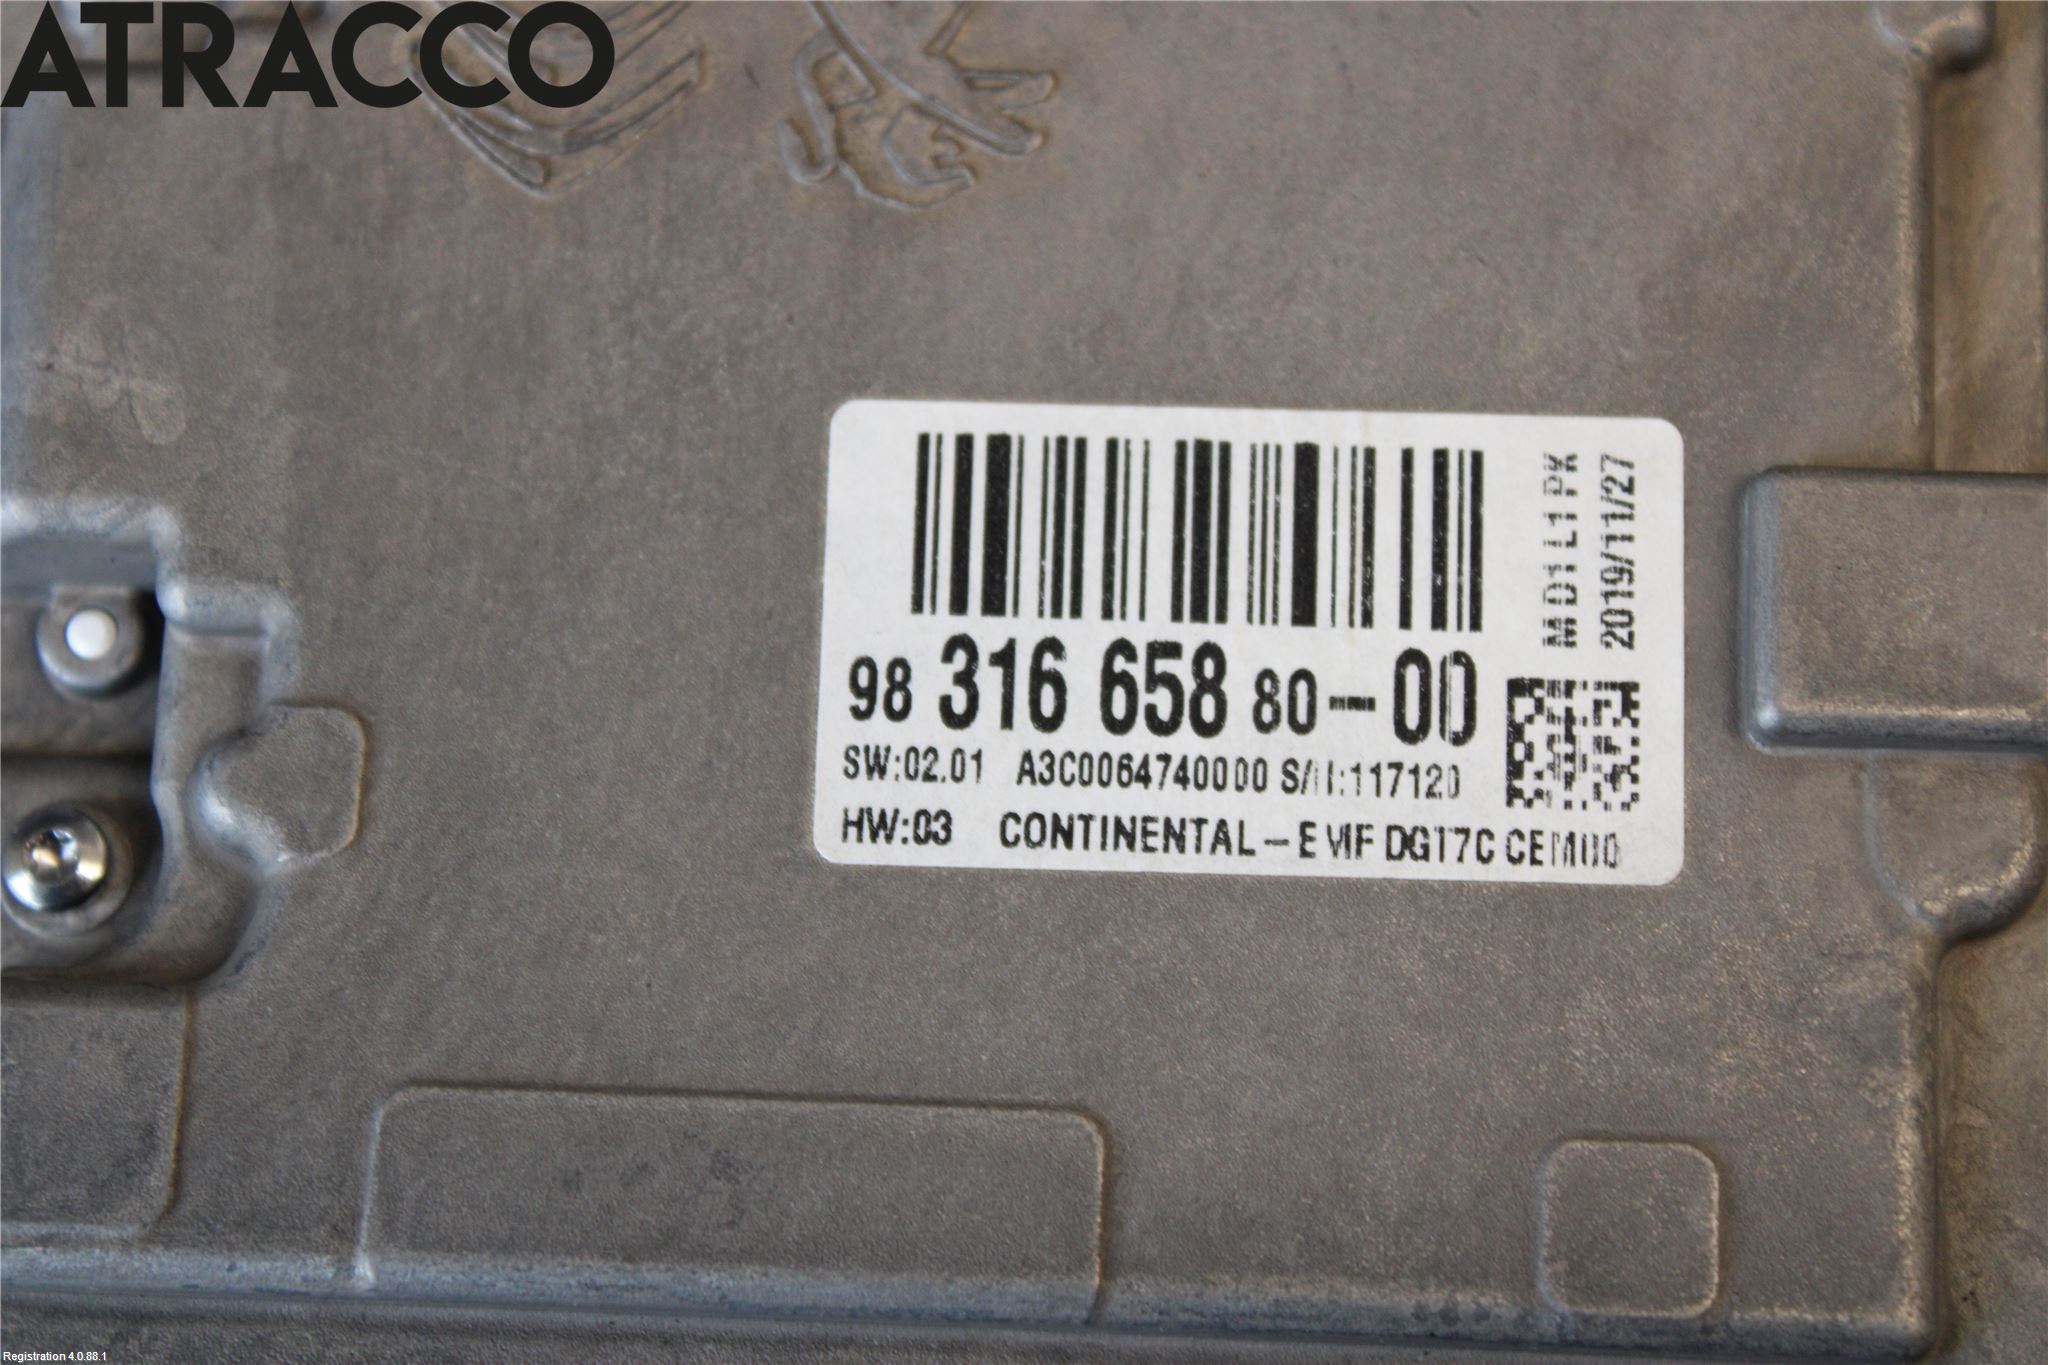 ATRACCO
MD1L1PK
2019/11/27
98 316 658 80--00
SW:02.01 A3C0064740000 117120
HW:03 CONTINENTAL-
Registration 4.0.88.1